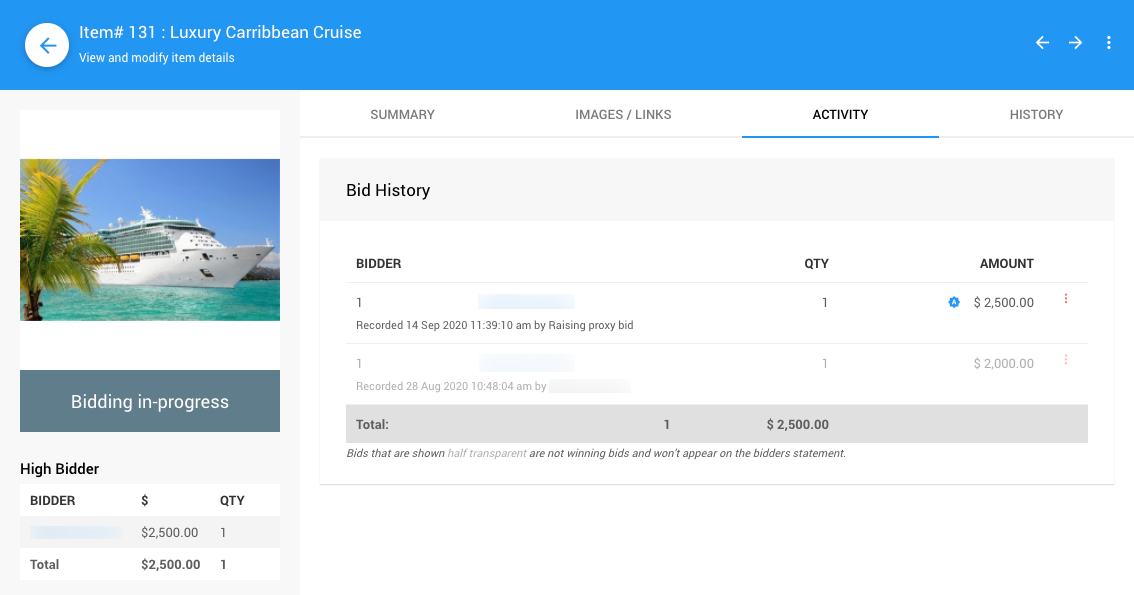 Item# 131 : Luxury Carribbean Cruise
View and modify item details
SUMMARY IMAGES / LINKS ACTIVITY HISTORY
Bidding in-progress
High Bidder
BIDDER $ QTY
$2,500.00 1
Total $2,500.00 1
Bid History
BIDDER QTY AMOUNT
1 1 $ 2,500.00
Recorded 14 Sep 2020 11:39:10 am by Raising proxy bid
1 1 $ 2,000.00
Recorded 28 Aug 2020 10:48:04 am by
Total: 1 $ 2,500.00
Bids that are shown half transparent are not winning bids and won't appear on the bidders statement.